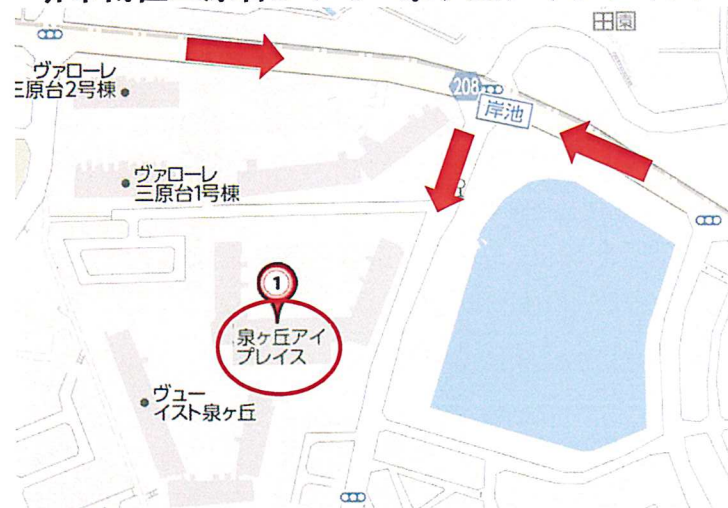 田園
ヴァローレ
三原台2号棟
208
岸池
ヴァローレ
三原台1号棟
1
泉ヶ丘アイ
プレイス
ヴュー
イスト泉ヶ丘